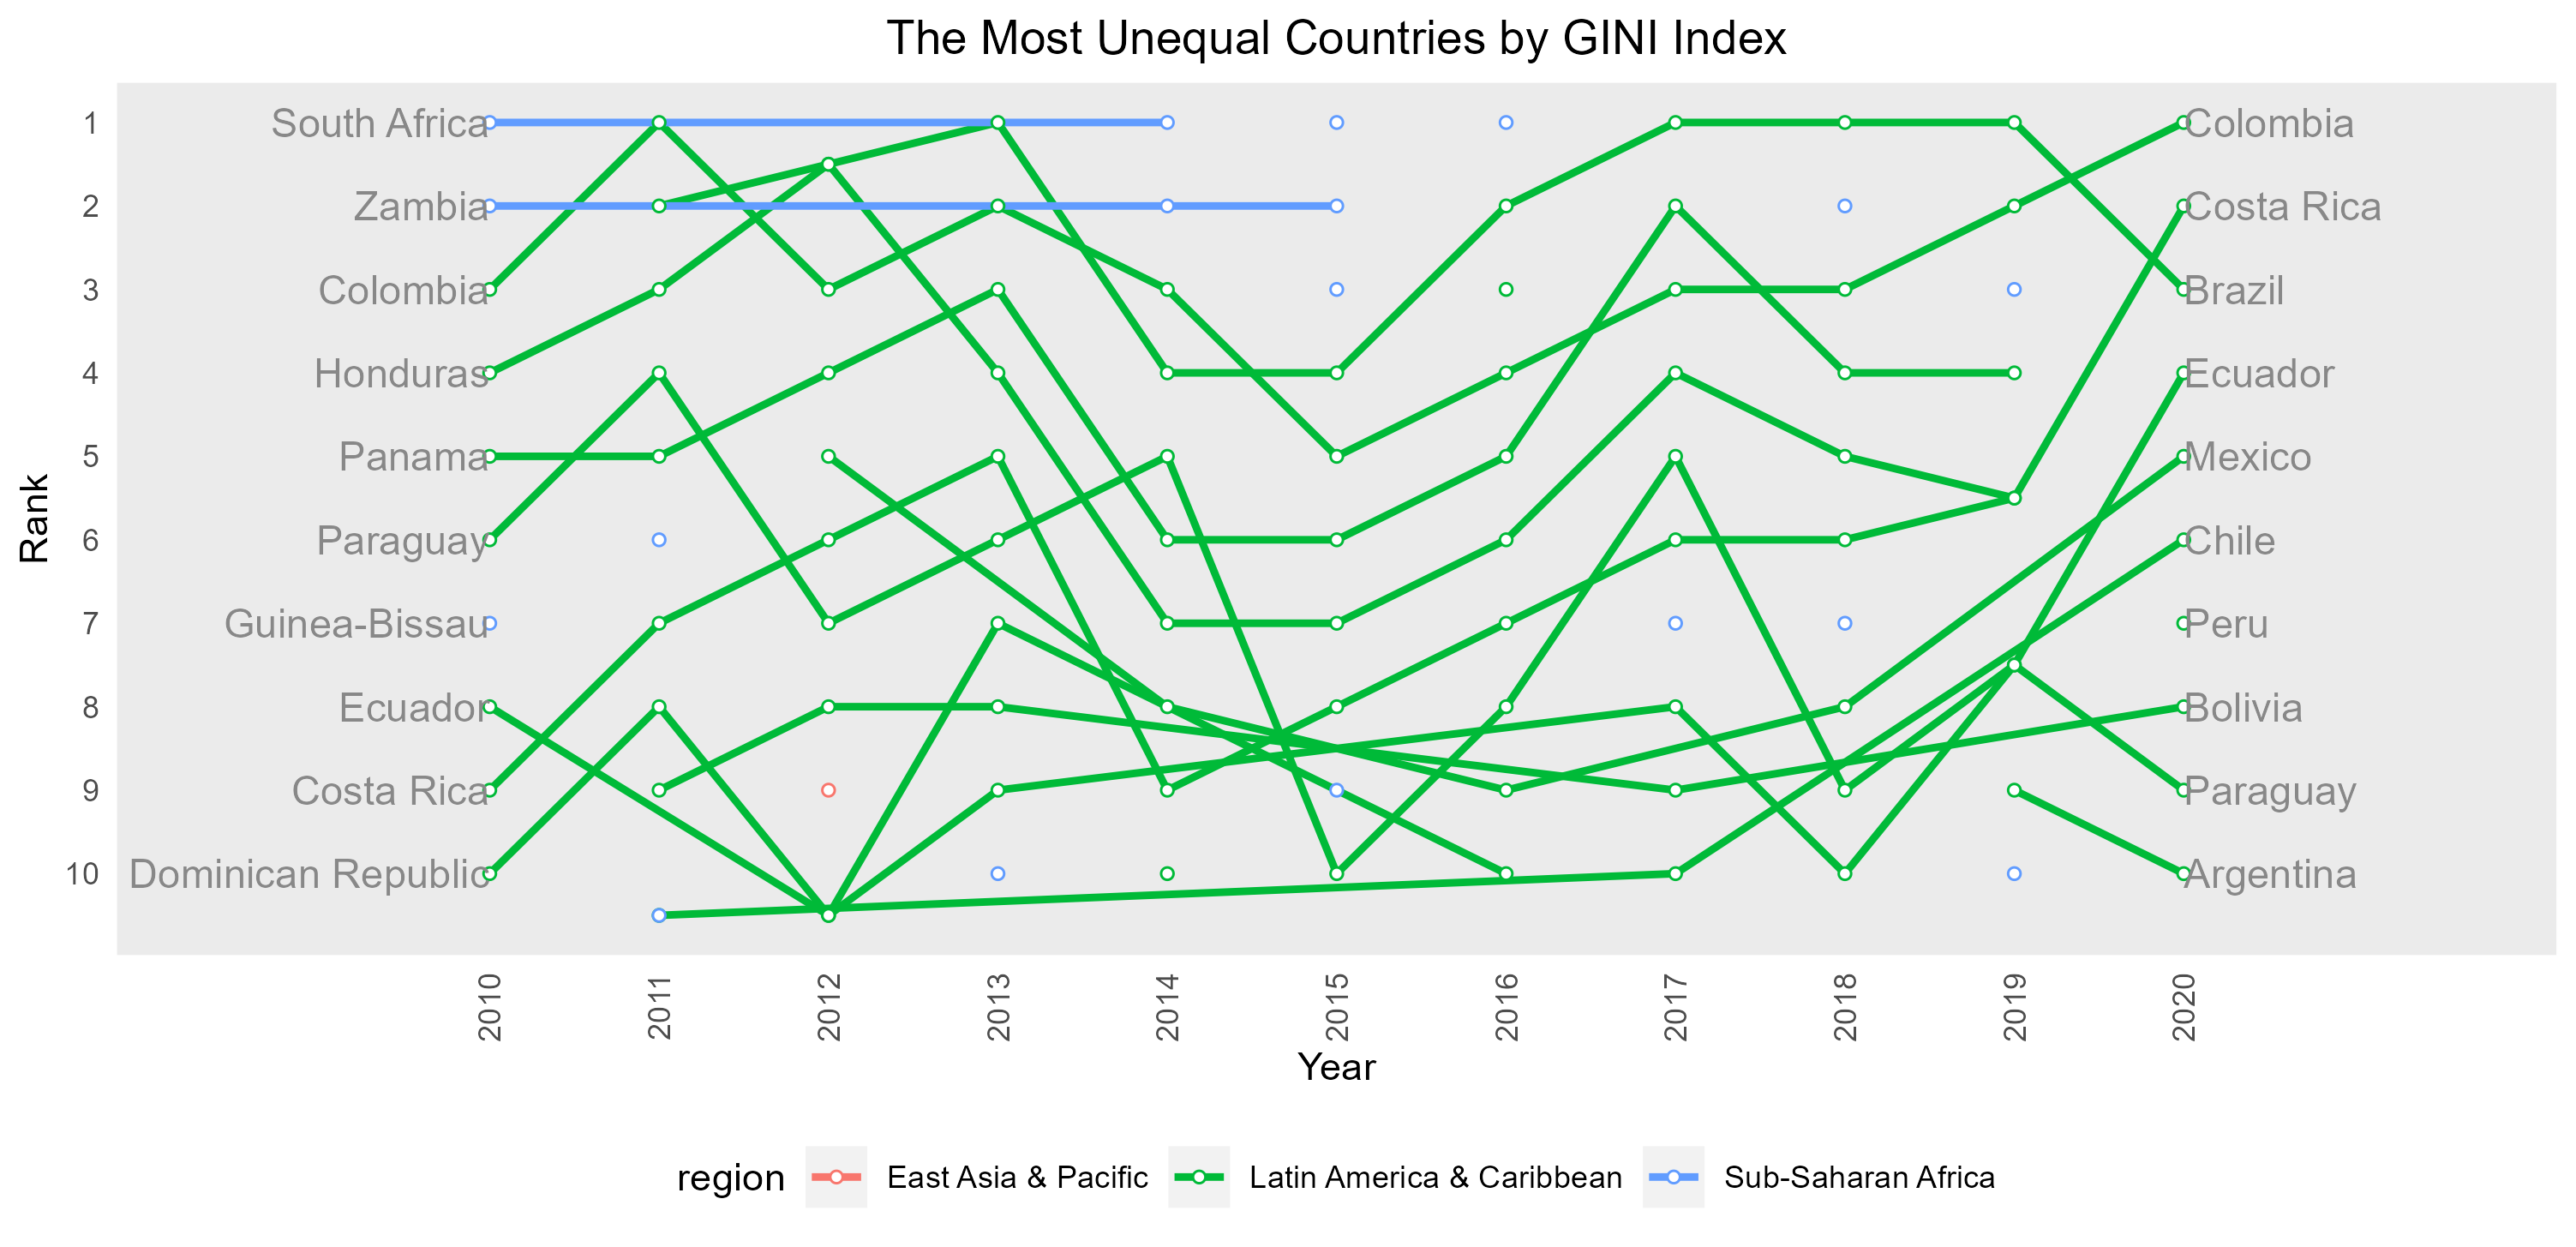 The Most Unequal Countries by GINI Index
Rank
1
2
3
4
5
6
7
8
9
10
South Africa
Zambia
Colombia
Honduras
Panama
Paraguay
Guinea-Bissau
Ecuador
Costa Rica
Dominican Republic
Colombia
Costa Rica
Brazil
Ecuador
Mexico
Chile
Peru
Bolivia
Paraguay
Argentina
2010
2011
2012
2013
2014
2015
2016
2017
2018
2019
2020
Year
region East Asia & Pacific Latin America & Caribbean Sub-Saharan Africa